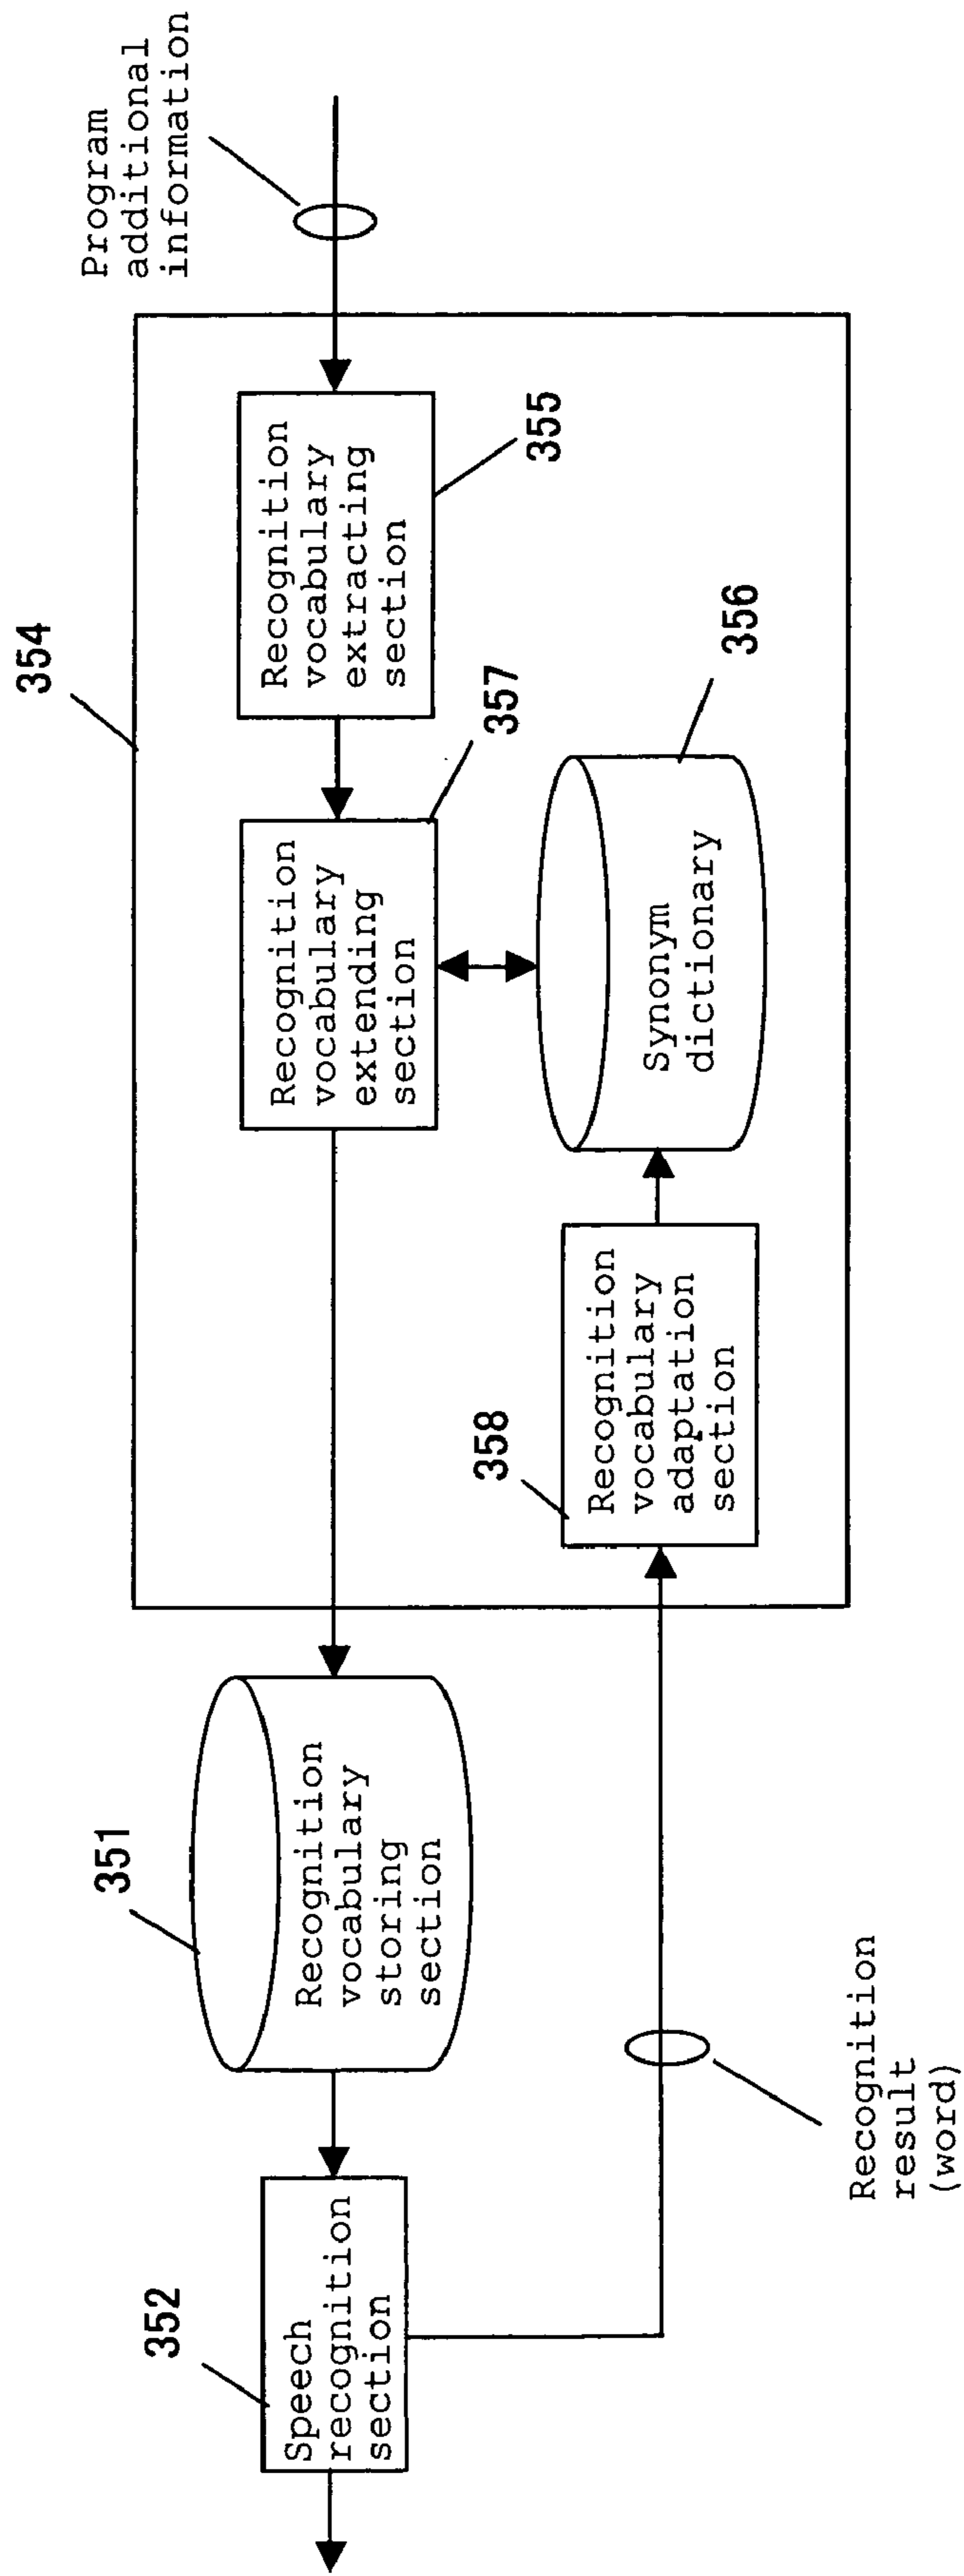 354
Program
additional
information
351
352
Speech
recognition
section
Recognition
vocabulary
storing
section
Recognition
vocabulary
extending
section
357
Recognition
vocabulary
extracting
section
355
358
Recognition
vocabulary
adaptation
section
Synonym
dictionary
356
Recognition
result
(word)